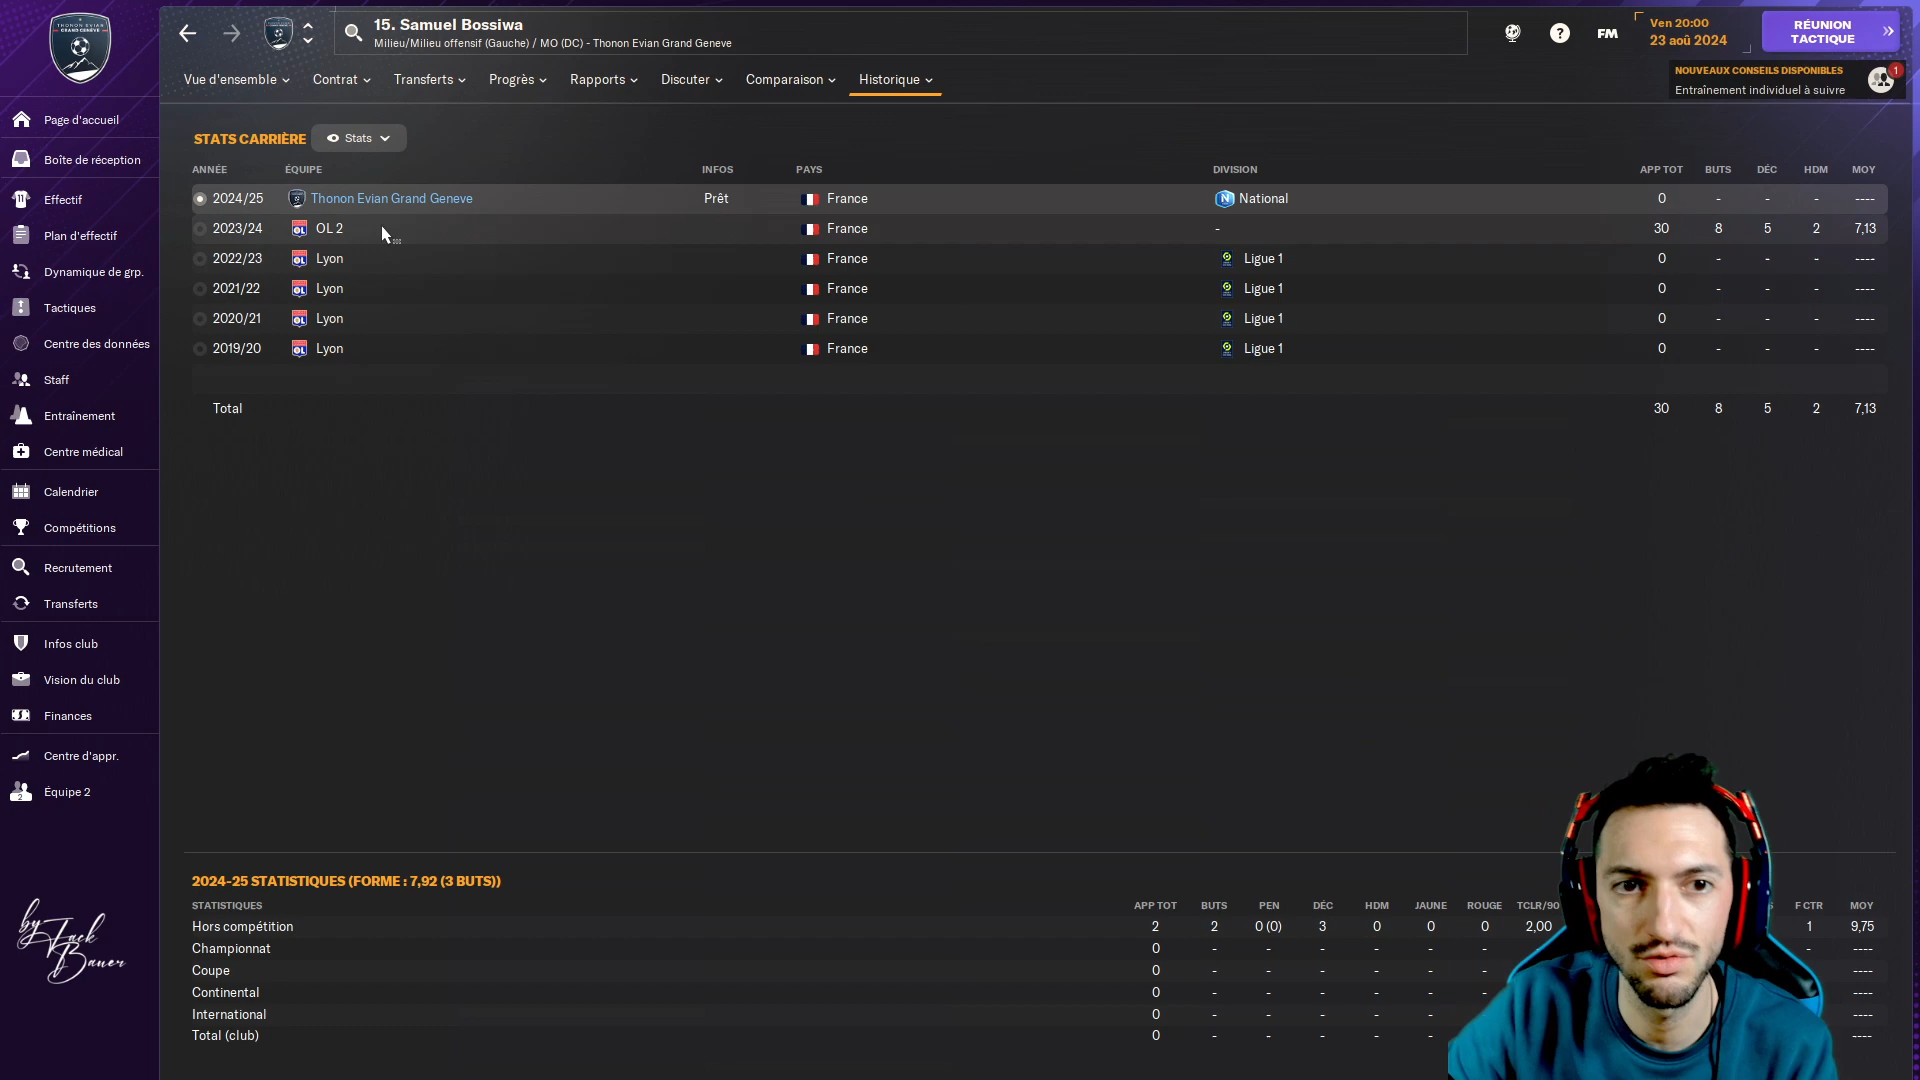 THONON EVIAN
GRAND GENEVE
15. Samuel Bossiwa
Milieu/Milieu offensif (Gauche) / MO (DC) - Thonon Evian Grand Geneve
?
FM
Ven 20:00
23 aoû 2024
RÉUNION
TACTIQUE
Vue d'ensemble
Contrat
Transferts
Progrès
Rapports
Discuter
Comparaison
Historique
NOUVEAUX CONSEILS DISPONIBLES
Entraînement individuel à suivre
1
Page d'accueil
Boîte de réception
Effectif
Plan d'effectif
Dynamique de grp.
Tactiques
Centre des données
Staff
Entraînement
Centre médical
Calendrier
Compétitions
Recrutement
Transferts
Infos club
Vision du club
Finances
Centre d'appr.
Équipe 2
by Jack
Bauer
STATS CARRIÈRE Stats
ANNÉE ÉQUIPE INFOS PAYS DIVISION APP TOT BUTS DÉC HDM MOY
2024/25 Thonon Evian Grand Geneve Prêt France National 0 - - - ----
2023/24 OL 2 France - 30 8 5 2 7,13
2022/23 Lyon France Ligue 1 0 - - - ----
2021/22 Lyon France Ligue 1 0 - - - ----
2020/21 Lyon France Ligue 1 0 - - - ----
2019/20 Lyon France Ligue 1 0 - - - ----
Total 30 8 5 2 7,13
2024-25 STATISTIQUES (FORME : 7,92 (3 BUTS))
STATISTIQUES APP TOT BUTS PEN DÉC HDM JAUNE ROUGE TCLR/90 F CTR MOY
Hors compétition 2 2 0 (0) 3 0 0 0 2,00 1 9,75
Championnat 0 - - - - - - - - ----
Coupe 0 - - - - - - ----
Continental 0 - - - - - - ----
International 0 - - - - - ----
Total (club) 0 - - - - - ----